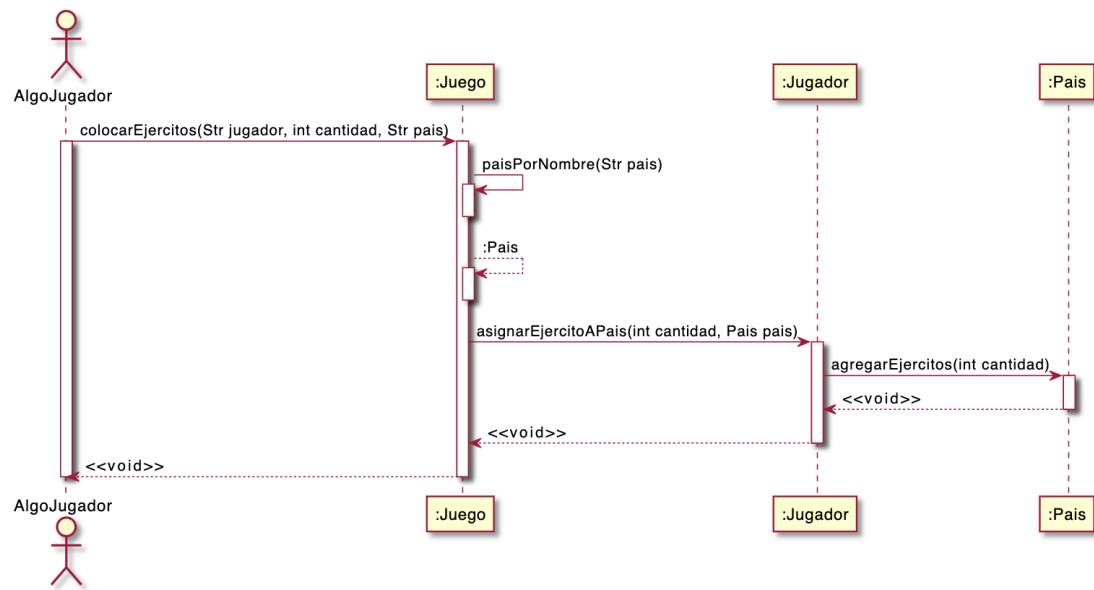 AlgoJugador
:Juego
:Jugador
:Pais
colocarEjercitos(Str jugador, int cantidad, Str pais)
paisPorNombre(Str pais)
:Pais
asignarEjercitoAPais(int cantidad, Pais pais)
agregarEjercitos(int cantidad)
<<void>>
<<void>>
<<void>>
AlgoJugador
:Juego
:Jugador
:Pais